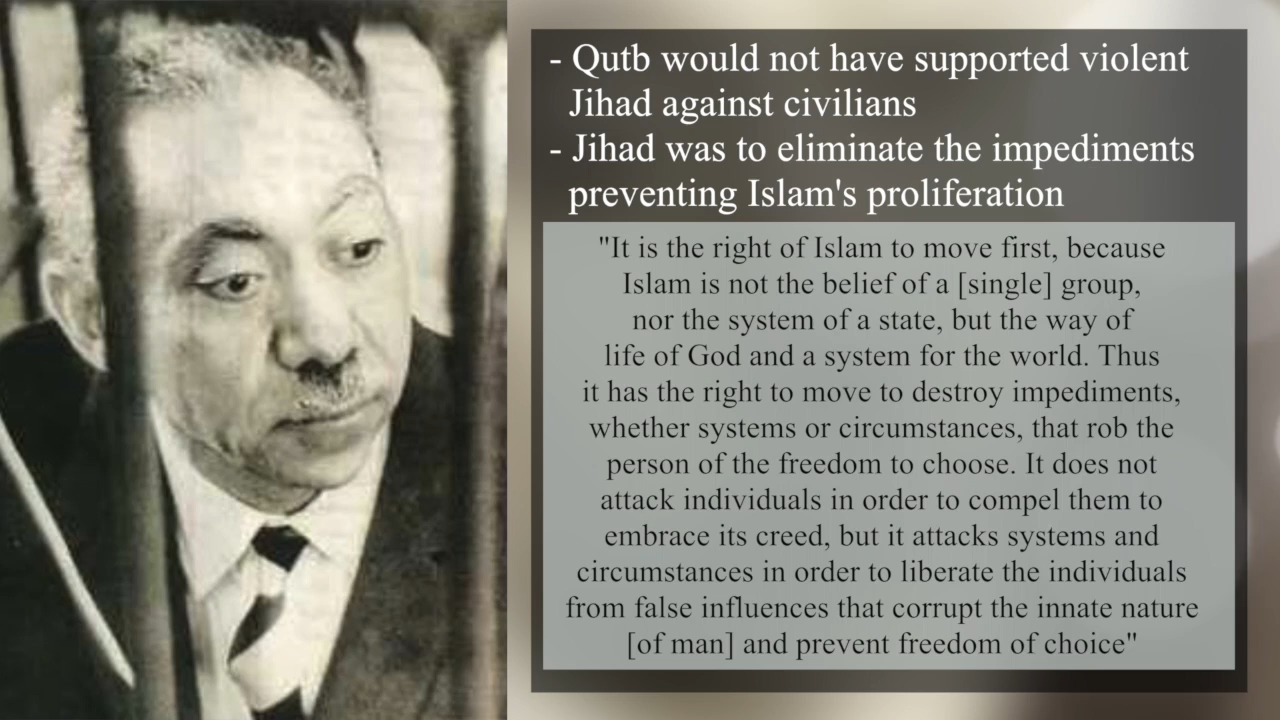 - Qutb would not have supported violent
Jihad against civilians
- Jihad was to eliminate the impediments
preventing Islam's proliferation
"It is the right of Islam to move first, because
Islam is not the belief of a [single] group,
nor the system of a state, but the way of
life of God and a system for the world. Thus
it has the right to move to destroy impediments,
whether systems or circumstances, that rob the
person of the freedom to choose. It does not
attack individuals in order to compel them to
embrace its creed, but it attacks systems and
circumstances in order to liberate the individuals
from false influences that corrupt the innate nature
[of man] and prevent freedom of choice"